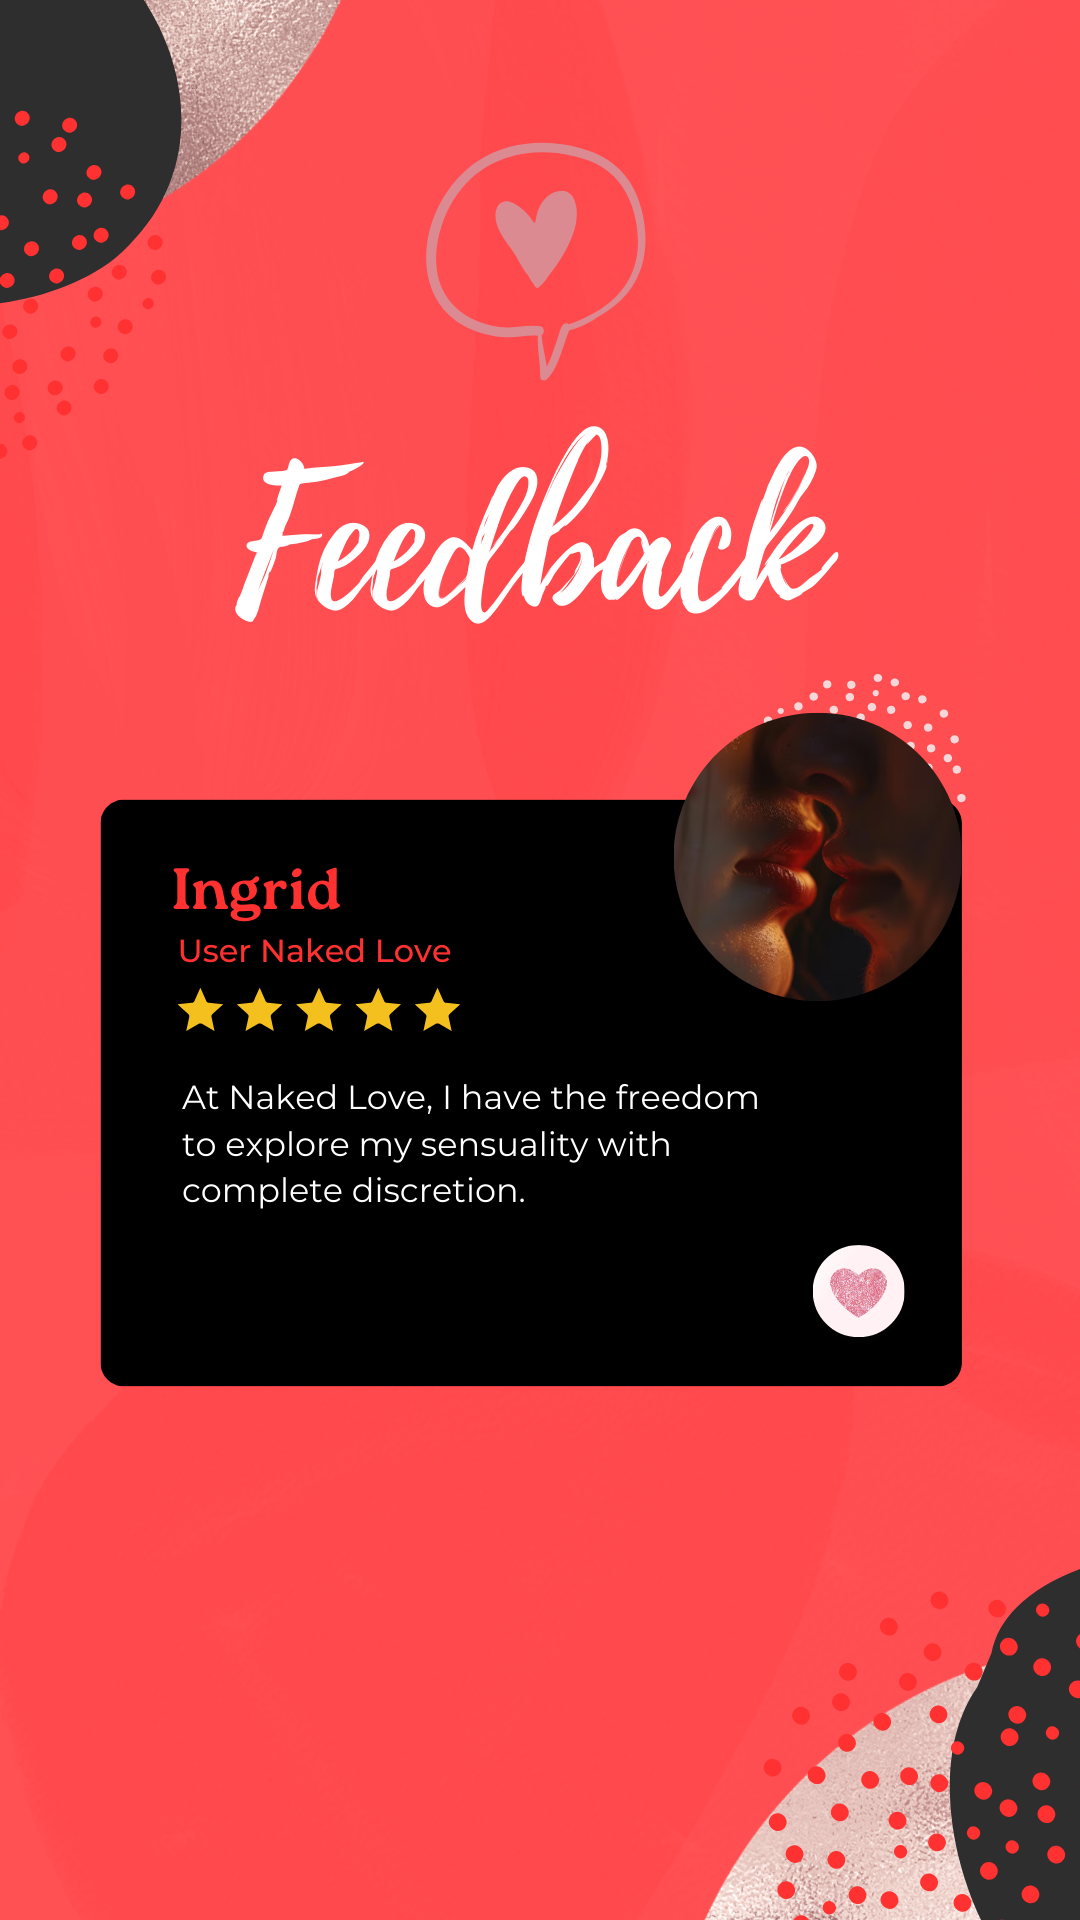 Feedback
Ingrid
User Naked Love
At Naked Love, I have the freedom
to explore my sensuality with
complete discretion.